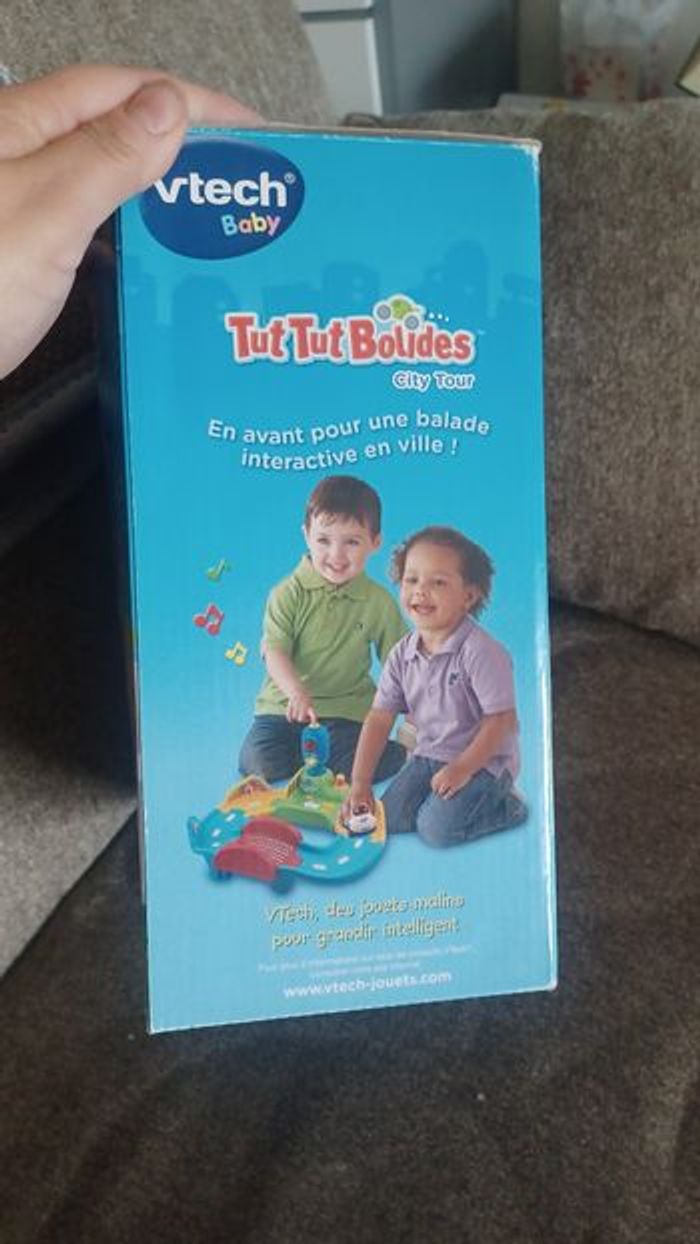 vtech®
Baby
Tut Tut Bolides
City Tour
En avant pour une balade
interactive en ville !
VTech, des jouets malins
pour grandir intelligent
www.vtech-jouets.com